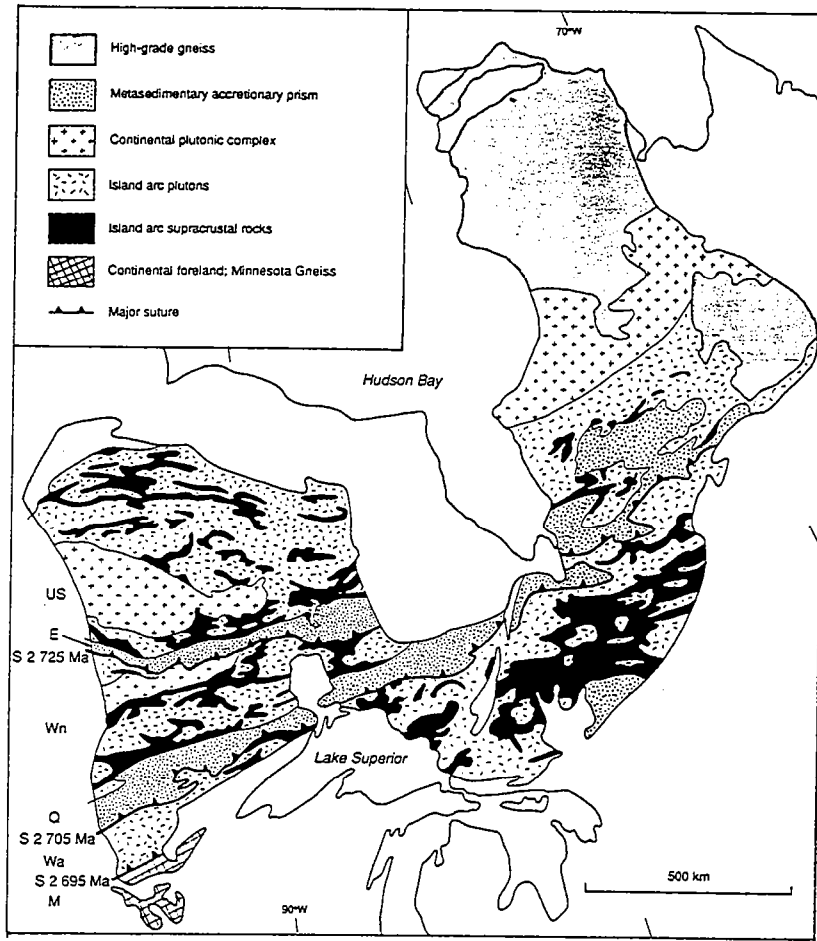 70°W
High-grade gneiss
Metasedimentary accretionary prism
Continental plutonic complex
Island arc plutons
Island arc supracrustal rocks
Continental foreland; Minnesota Gneiss
Major suture
Hudson Bay
US
E
S 2 725 Ma
Wn
Lake Superior
Q
S 2 705 Ma
Wa
S 2 695 Ma
M
500 km
90°W